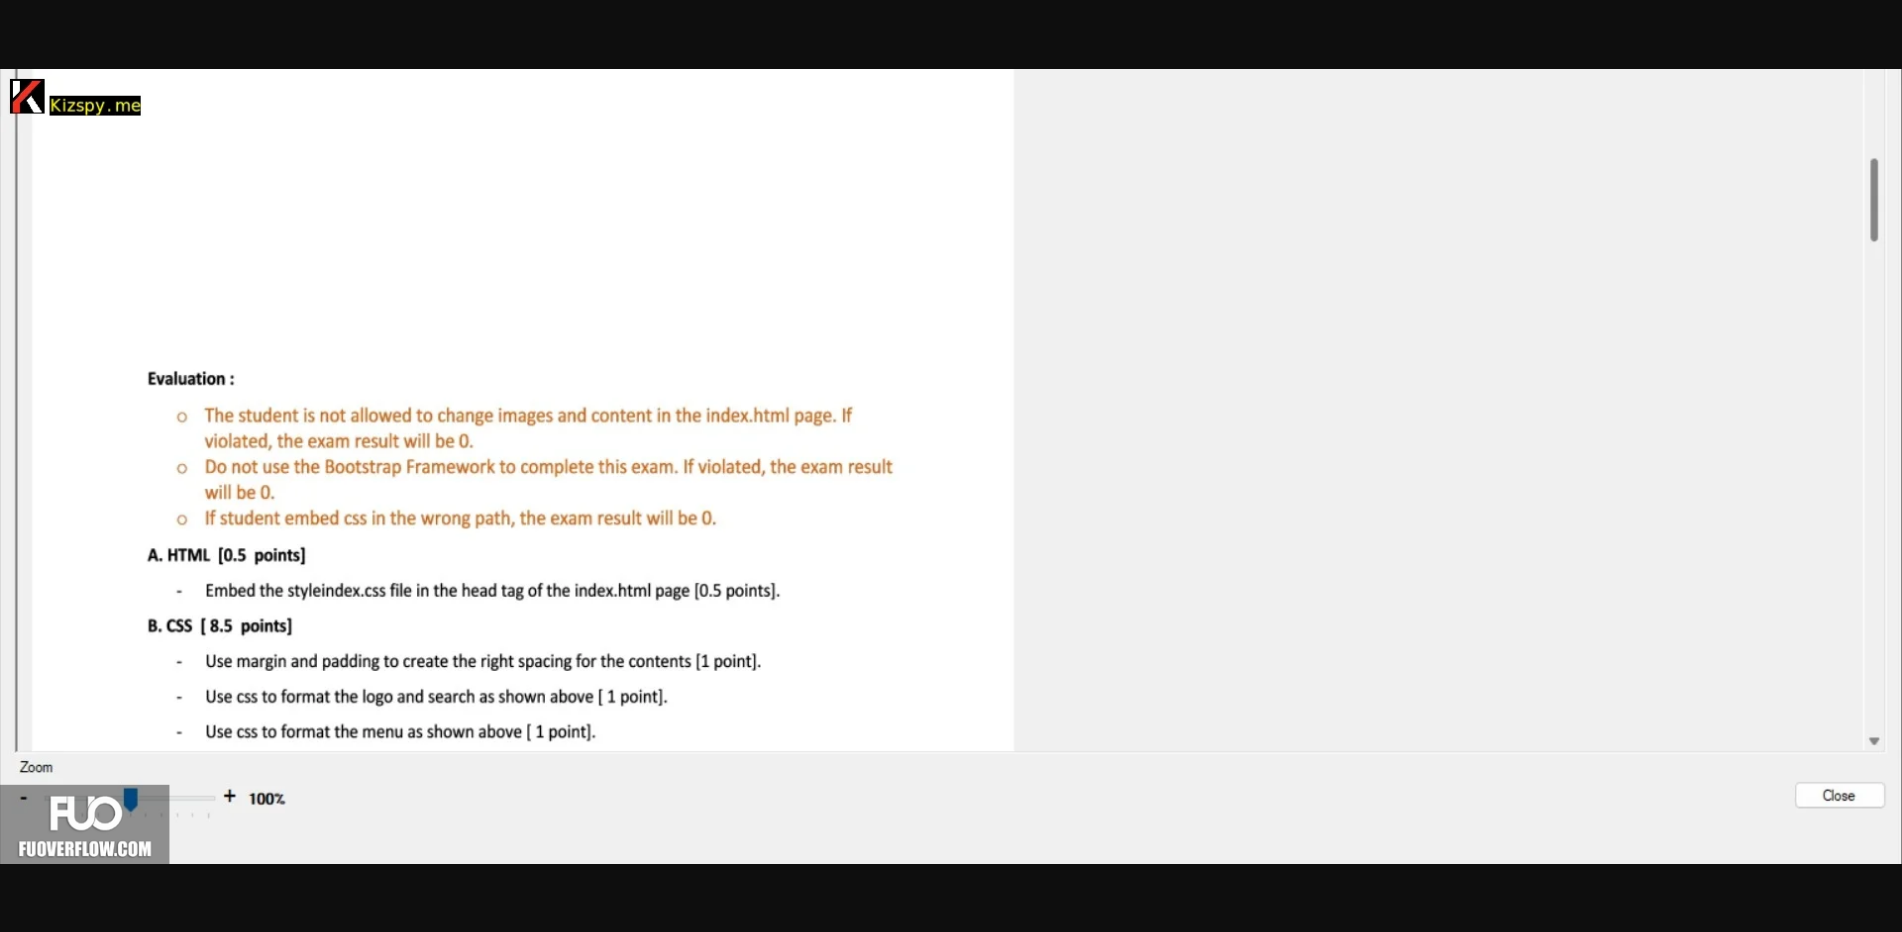 Kizspy.me
Evaluation :
o The student is not allowed to change images and content in the index.html page. If
violated, the exam result will be 0.
o Do not use the Bootstrap Framework to complete this exam. If violated, the exam result
will be 0.
o If student embed css in the wrong path, the exam result will be 0.
A. HTML [0.5 points]
- Embed the styleindex.css file in the head tag of the index.html page [0.5 points].
B. CSS [ 8.5 points]
- Use margin and padding to create the right spacing for the contents [1 point].
- Use css to format the logo and search as shown above [ 1 point].
- Use css to format the menu as shown above [ 1 point].
Zoom
- + 100%
Close
FUO
FUOVERFLOW.COM